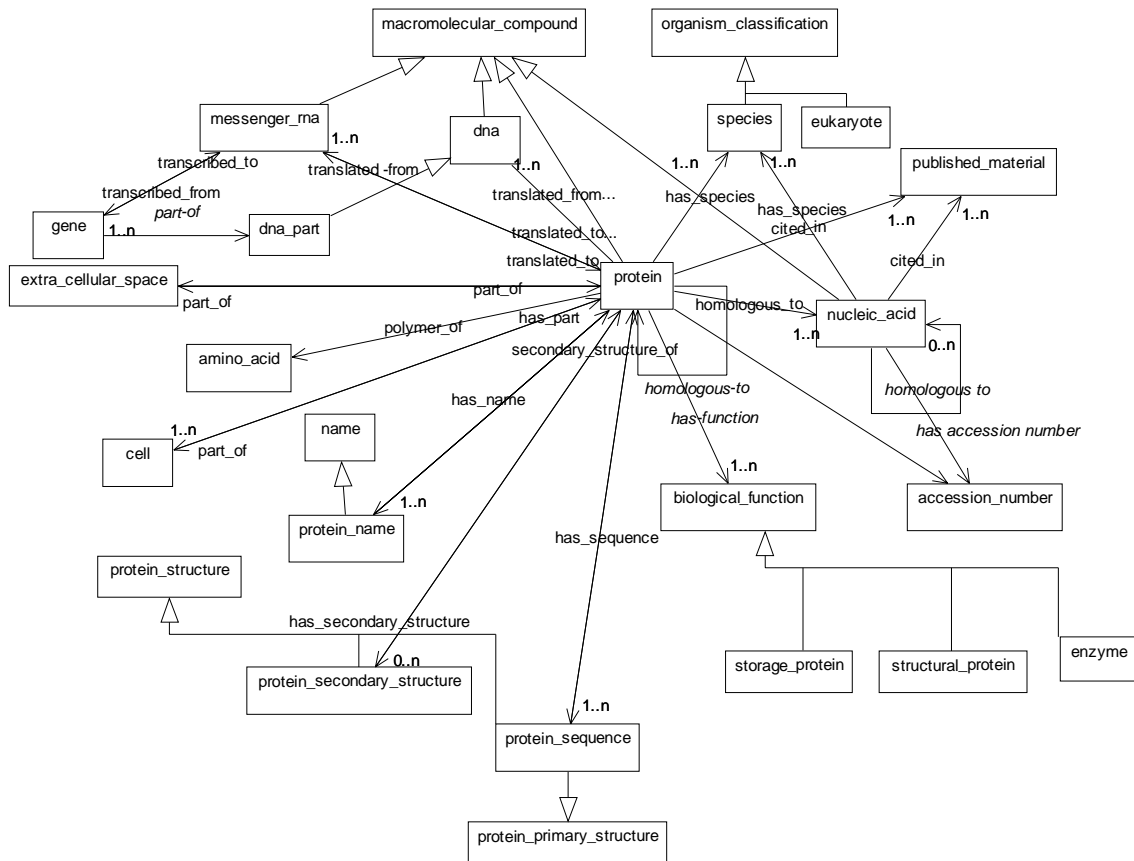 macromolecular_compound
organism_classification
messenger_rna
dna
species
eukaryote
1..n
1..n
1..n
1..n
published_material
transcribed_to
translated -from
translated_from...
has_species
transcribed_from
part-of
has_species
1..n
1..n
gene
1..n
dna_part
cited_in
translated_to...
cited_in
translated_to
protein
extra_cellular_space
part_of
part_of
homologous_to
nucleic_acid
has_part
polymer_of
1..n
0..n
amino_acid
secondary_structure_of
homologous-to
homologous to
has_name
has-function
name
1..n
has accession number
cell
part_of
1..n
biological_function
accession_number
1..n
protein_name
has_sequence
protein_structure
has_secondary_structure
enzyme
0..n
storage_protein
structural_protein
protein_secondary_structure
1..n
protein_sequence
protein_primary_structure